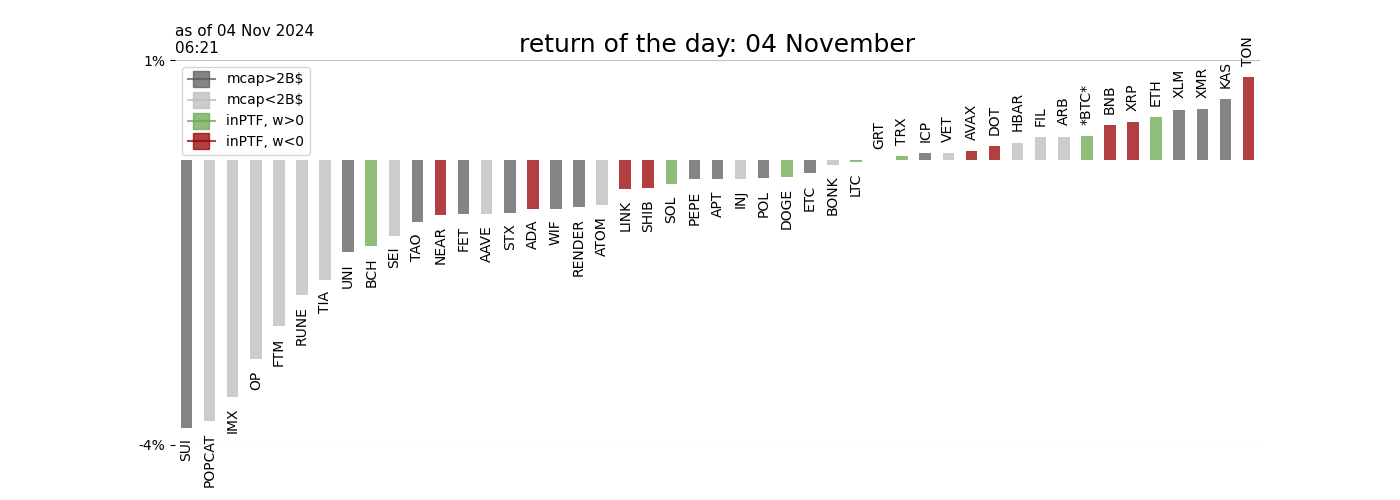 as of 04 Nov 2024
06:21
return of the day: 04 November
1%
-4%
mcap>2B$
mcap<2B$
inPTF, w>0
inPTF, w<0
SUI
POPCAT
IMX
OP
FTM
RUNE
TIA
UNI
BCH
SEI
TAO
NEAR
FET
AAVE
STX
ADA
WIF
RENDER
ATOM
LINK
SHIB
SOL
PEPE
APT
INJ
POL
DOGE
ETC
BONK
LTC
GRT
TRX
ICP
VET
AVAX
DOT
HBAR
FIL
ARB
*BTC*
BNB
XRP
ETH
XLM
XMR
KAS
TON